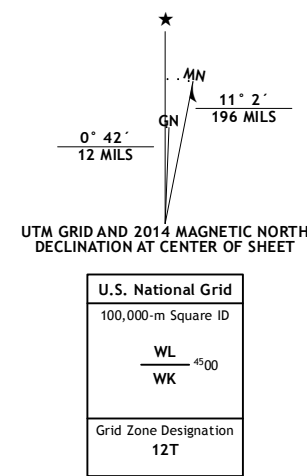 ★
MN
GN
11° 2´
196 MILS
0° 42´
12 MILS
UTM GRID AND 2014 MAGNETIC NORTH
DECLINATION AT CENTER OF SHEET
U.S. National Grid
100,000-m Square ID
WL
4500
WK
Grid Zone Designation
12T